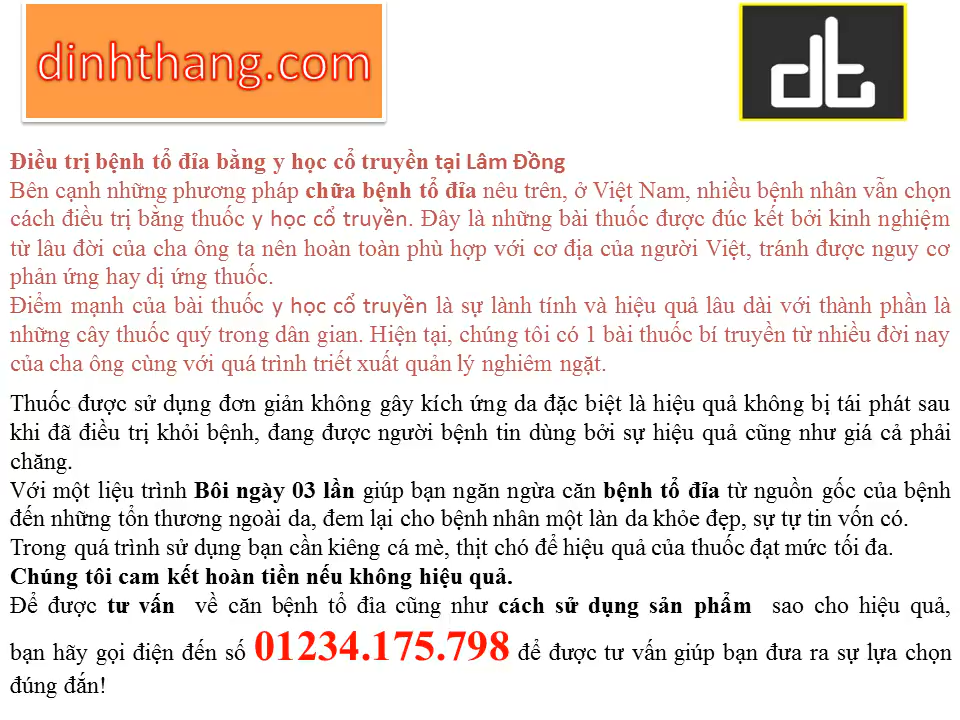 dinhthang.com
dt
Điều trị bệnh tổ đỉa bằng y học cổ truyền tại Lâm Đồng
Bên cạnh những phương pháp chữa bệnh tổ đỉa nêu trên, ở Việt Nam, nhiều bệnh nhân vẫn chọn
cách điều trị bằng thuốc y học cổ truyền. Đây là những bài thuốc được đúc kết bởi kinh nghiệm
từ lâu đời của cha ông ta nên hoàn toàn phù hợp với cơ địa của người Việt, tránh được nguy cơ
phản ứng hay dị ứng thuốc.
Điểm mạnh của bài thuốc y học cổ truyền là sự lành tính và hiệu quả lâu dài với thành phần là
những cây thuốc quý trong dân gian. Hiện tại, chúng tôi có 1 bài thuốc bí truyền từ nhiều đời nay
của cha ông cùng với quá trình triết xuất quản lý nghiêm ngặt.
Thuốc được sử dụng đơn giản không gây kích ứng da đặc biệt là hiệu quả không bị tái phát sau
khi đã điều trị khỏi bệnh, đang được người bệnh tin dùng bởi sự hiệu quả cũng như giá cả phải
chăng.
Với một liệu trình Bôi ngày 03 lần giúp bạn ngăn ngừa căn bệnh tổ đỉa từ nguồn gốc của bệnh
đến những tổn thương ngoài da, đem lại cho bệnh nhân một làn da khỏe đẹp, sự tự tin vốn có.
Trong quá trình sử dụng bạn cần kiêng cá mè, thịt chó để hiệu quả của thuốc đạt mức tối đa.
Chúng tôi cam kết hoàn tiền nếu không hiệu quả.
Để được tư vấn về căn bệnh tổ đỉa cũng như cách sử dụng sản phẩm sao cho hiệu quả,
bạn hãy gọi điện đến số 01234.175.798 để được tư vấn giúp bạn đưa ra sự lựa chọn
đúng đắn!